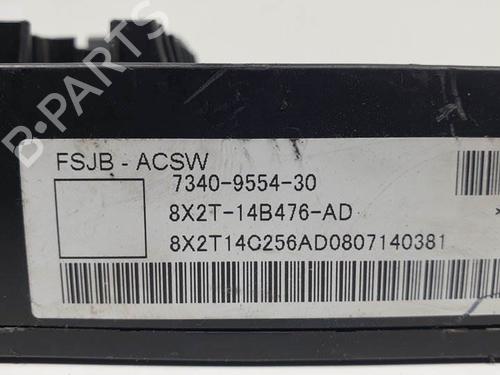 FSJB - ACSW
7340-9554-30
8X2T-14B476-AD
8X2T14C256AD0807140381
B-PARTS